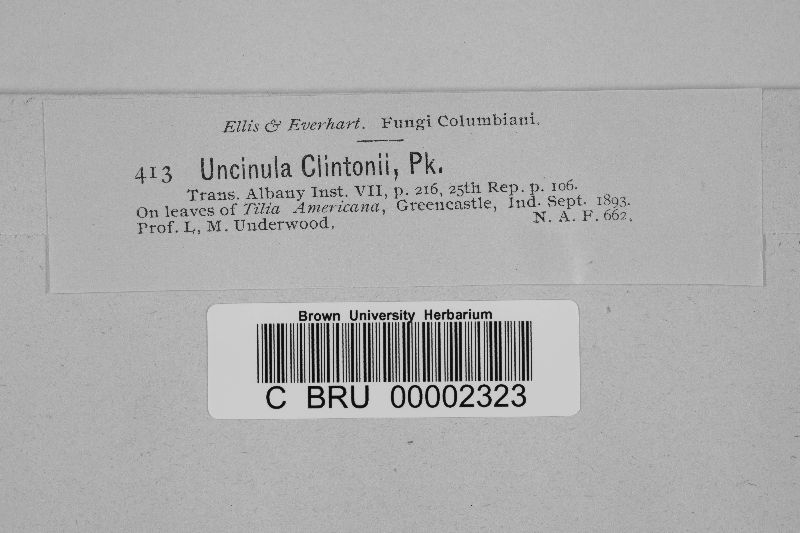 Ellis & Everhart. Fungi Columbiani.
413 Uncinula Clintonii, Pk.
Trans. Albany Inst. VII, p. 216, 25th Rep. p. 106.
On leaves of Tilia Americana, Greencastle, Ind. Sept. 1893.
Prof. L. M. Underwood. N. A. F. 662.
Brown University Herbarium
C BRU 00002323